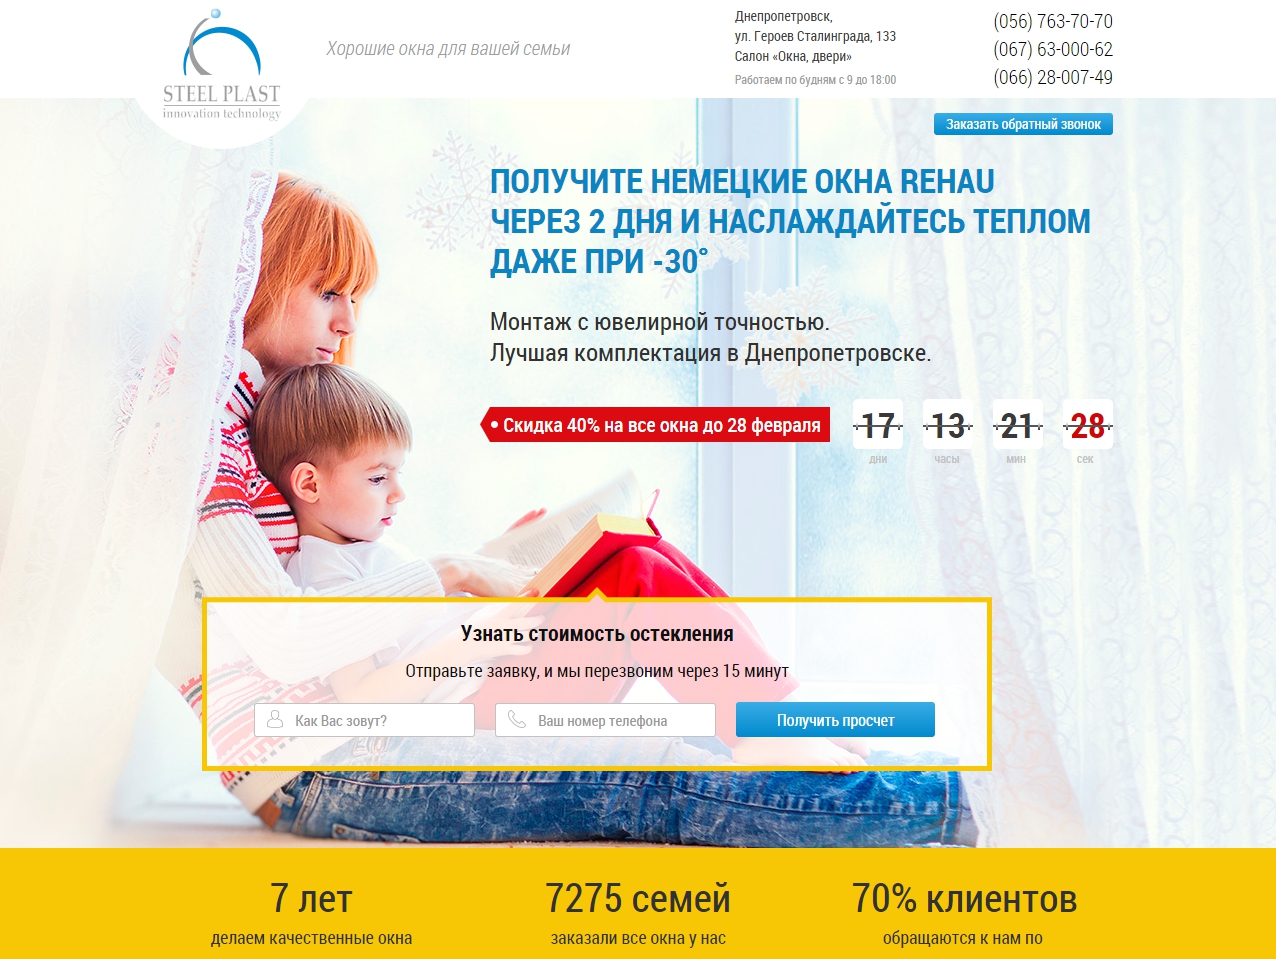 STEEL PLAST
innovation technology
Хорошие окна для вашей семьи
Днепропетровск,
ул. Героев Сталинграда, 133
Салон «Окна, двери»
Работаем по будням с 9 до 18:00
(056) 763-70-70
(067) 63-000-62
(066) 28-007-49
Заказать обратный звонок
ПОЛУЧИТЕ НЕМЕЦКИЕ ОКНА REHAU
ЧЕРЕЗ 2 ДНЯ И НАСЛАЖДАЙТЕСЬ ТЕПЛОМ
ДАЖЕ ПРИ -30°
Монтаж с ювелирной точностью.
Лучшая комплектация в Днепропетровске.
• Скидка 40% на все окна до 28 февраля
17 13 21 28
дни часы мин сек
Узнать стоимость остекления
Отправьте заявку, и мы перезвоним через 15 минут
Как Вас зовут?
Ваш номер телефона
Получить просчет
7 лет
делаем качественные окна
7275 семей
заказали все окна у нас
70% клиентов
обращаются к нам по